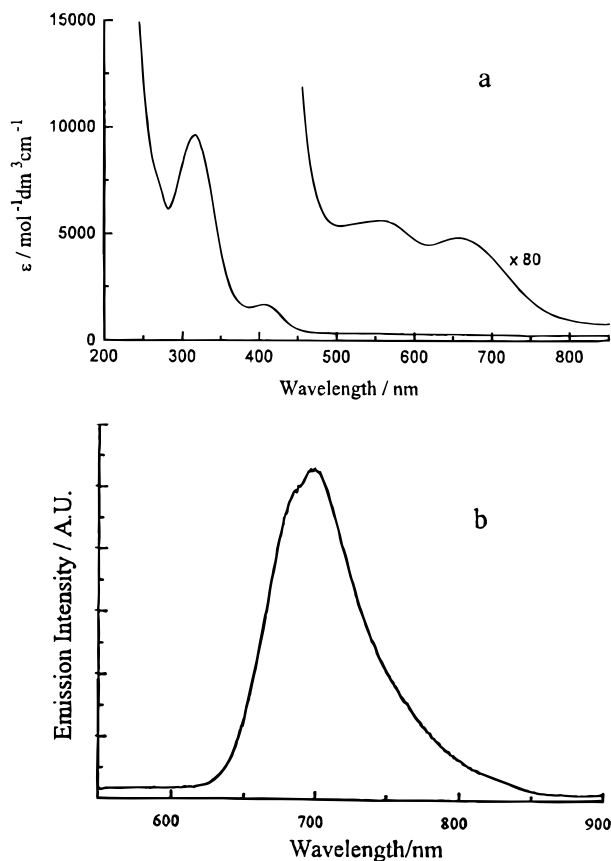 15000
a
10000
ε / mol⁻¹dm³cm⁻¹
5000
x 80
0
200 300 400 500 600 700 800
Wavelength / nm
b
Emission Intensity / A.U.
600 700 800 900
Wavelength/nm